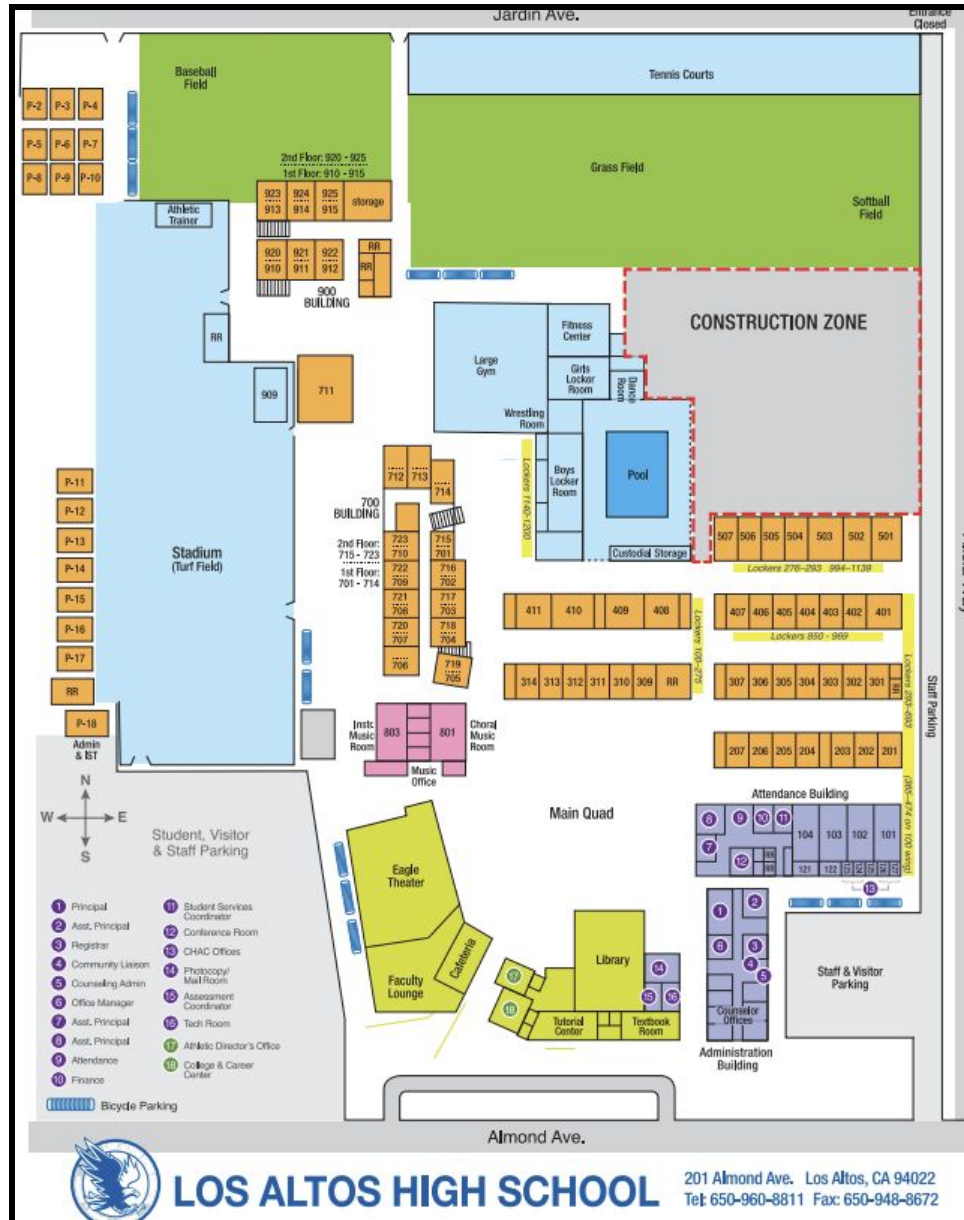 Jardin Ave.
Entrance
Closed
Baseball
Field
Tennis Courts
P-2 P-3 P-4
P-5 P-6 P-7
P-8 P-9 P-10
2nd Floor: 920 - 925
1st Floor: 910 - 915
Grass Field
Softball
Field
923 924 925 storage
913 914 915
Athletic
Trainer
920 921 922 RR
910 911 912 RR
900
BUILDING
RR
909
711
Large
Gym
Fitness
Center
Girls
Locker
Room
Dance
Room
Wrestling
Room
Boys
Locker
Room
Pool
Custodial Storage
Lockers 1140-1200
CONSTRUCTION ZONE
P-11
P-12
P-13
P-14
P-15
P-16
P-17
RR
P-18
Admin
& IST
Stadium
(Turf Field)
712 713 714
700
BUILDING
2nd Floor:
715 - 723
1st Floor:
701 - 714
723
710
722
709
721
708
720
707
706
715
701
716
702
717
703
718
704
719
705
507 506 505 504 503 502 501
Lockers 276-293 994-1139
411 410 409 408
Lockers 100-275
407 406 405 404 403 402 401
Lockers 850 - 969
314 313 312 311 310 309 RR
307 306 305 304 303 302 301 RR
207 206 205 204 203 202 201
Staff Parking
(365-474 on 100 wing)
Instr.
Music
Room
803
801
Choral
Music
Room
Music
Office
Main Quad
Attendance Building
8 9 10 11
7
12
RR
RR
104 103 102 101
121 122
13
N
W E
S
Student, Visitor
& Staff Parking
Eagle
Theater
Cafeteria
Faculty
Lounge
17
18
Library
14
15 16
Tutorial
Center
Textbook
Room
1 2
6 3
4
5
Counselor
Offices
Administration
Building
Staff & Visitor
Parking
1 Principal
2 Asst. Principal
3 Registrar
4 Community Liaison
5 Counseling Admin
6 Office Manager
7 Asst. Principal
8 Asst. Principal
9 Attendance
10 Finance
11 Student Services
Coordinator
12 Conference Room
13 CHAC Offices
14 Photocopy/
Mail Room
15 Assessment
Coordinator
16 Tech Room
17 Athletic Director's Office
18 College & Career
Center
Bicycle Parking
Almond Ave.
LOS ALTOS HIGH SCHOOL
201 Almond Ave. Los Altos, CA 94022
Tel: 650-960-8811 Fax: 650-948-8672